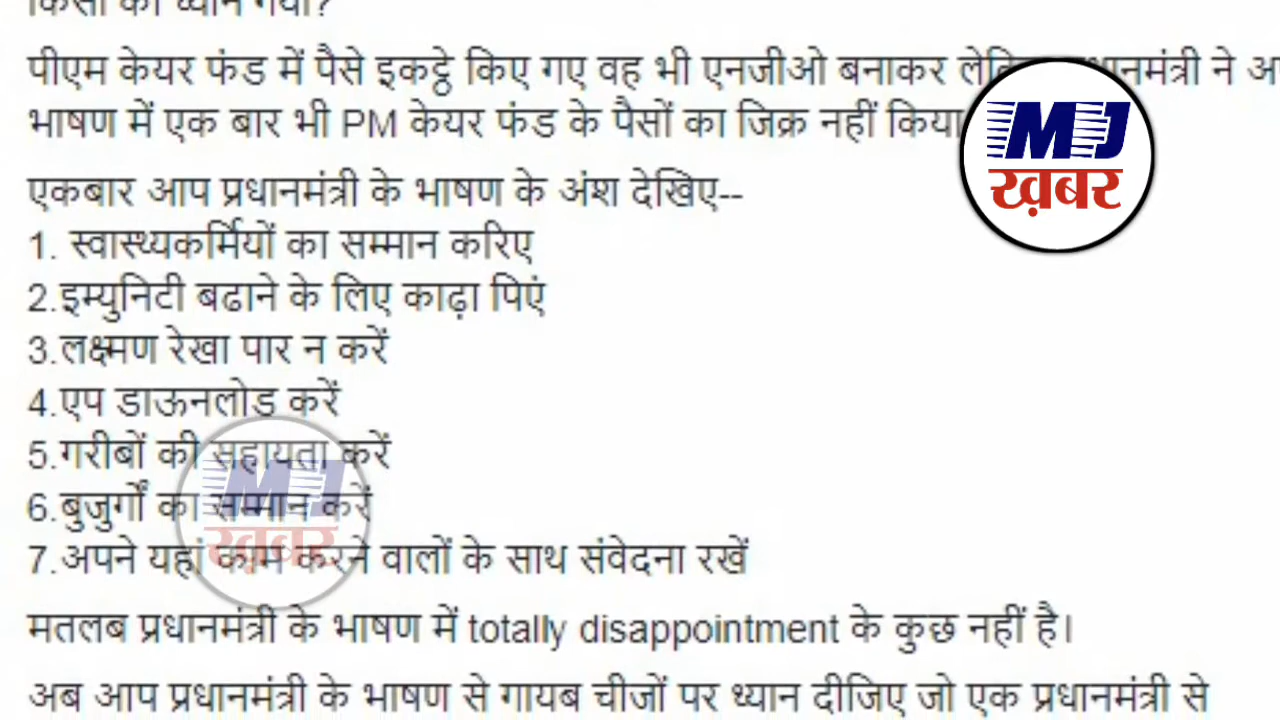 पीएम केयर फंड में पैसे इकट्ठे किए गए वह भी एनजीओ बनाकर ने
भाषण में एक बार भी PM केयर फंड के पैसों का जिक्र नहीं किया
MJ
ख़बर
एकबार आप प्रधानमंत्री के भाषण के अंश देखिए--
1. स्वास्थ्यकर्मियों का सम्मान करिए
2.इम्युनिटी बढाने के लिए काढ़ा पिएं
3.लक्ष्मण रेखा पार न करें
4.एप डाऊनलोड करें
5.गरीबों की सहायता करें
6.बुजुर्गों का सम्मान करें
7.अपने यहां काम करने वालों के साथ संवेदना रखें
MJ
ख़बर
मतलब प्रधानमंत्री के भाषण में totally disappointment के कुछ नहीं है।
अब आप प्रधानमंत्री के भाषण से गायब चीजों पर ध्यान दीजिए जो एक प्रधानमंत्री से